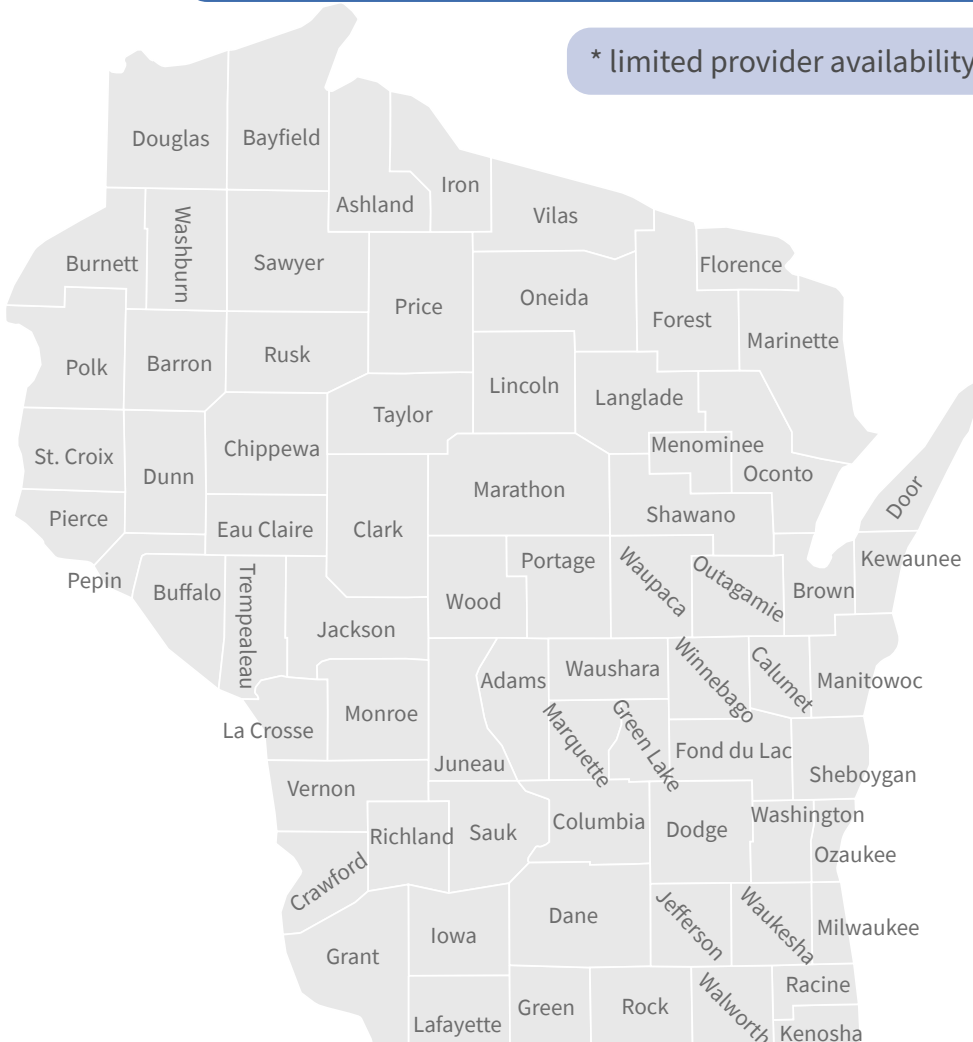 * limited provider availability
Douglas
Bayfield
Iron
Ashland
Vilas
Washburn
Burnett
Sawyer
Florence
Price
Oneida
Forest
Marinette
Polk
Barron
Rusk
Lincoln
Langlade
Taylor
Chippewa
Menominee
St. Croix
Dunn
Marathon
Oconto
Door
Pierce
Eau Claire
Clark
Shawano
Pepin
Buffalo
Trempealeau
Portage
Waupaca
Outagamie
Brown
Kewaunee
Wood
Jackson
Adams
Waushara
Winnebago
Calumet
Manitowoc
La Crosse
Monroe
Juneau
Marquette
Green Lake
Fond du Lac
Sheboygan
Vernon
Richland
Sauk
Columbia
Dodge
Washington
Ozaukee
Crawford
Grant
Iowa
Dane
Jefferson
Waukesha
Milwaukee
Lafayette
Green
Rock
Walworth
Racine
Kenosha